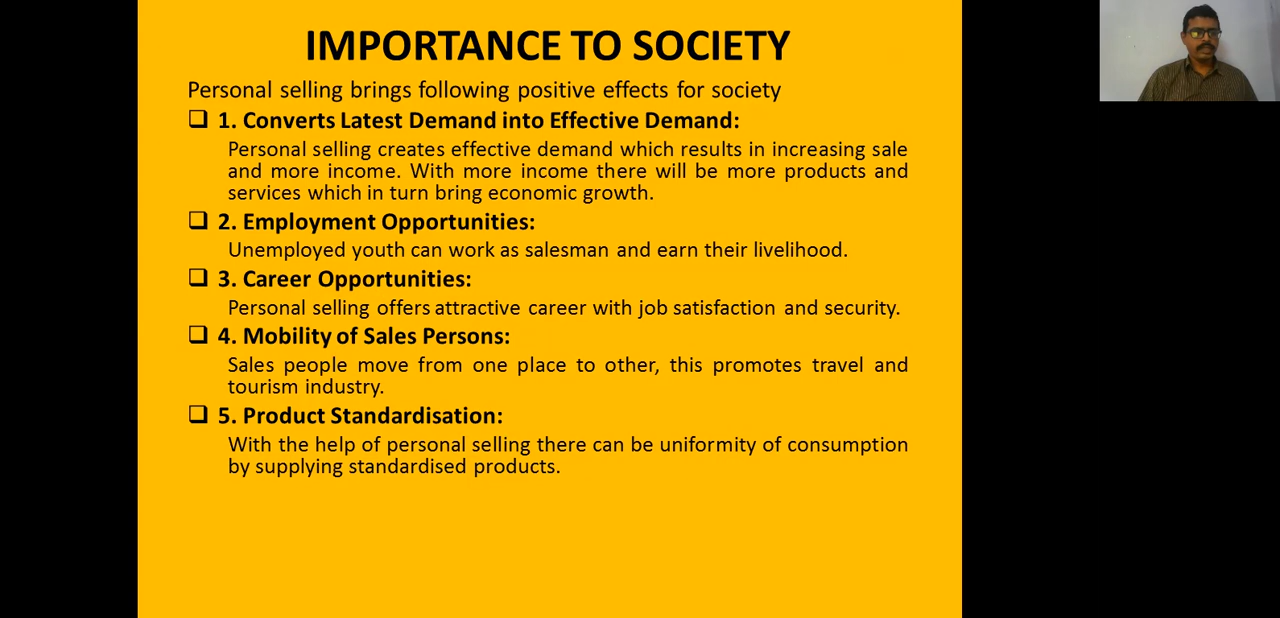 IMPORTANCE TO SOCIETY
Personal selling brings following positive effects for society
1. Converts Latest Demand into Effective Demand:
Personal selling creates effective demand which results in increasing sale
and more income. With more income there will be more products and
services which in turn bring economic growth.
2. Employment Opportunities:
Unemployed youth can work as salesman and earn their livelihood.
3. Career Opportunities:
Personal selling offers attractive career with job satisfaction and security.
4. Mobility of Sales Persons:
Sales people move from one place to other, this promotes travel and
tourism industry.
5. Product Standardisation:
With the help of personal selling there can be uniformity of consumption
by supplying standardised products.